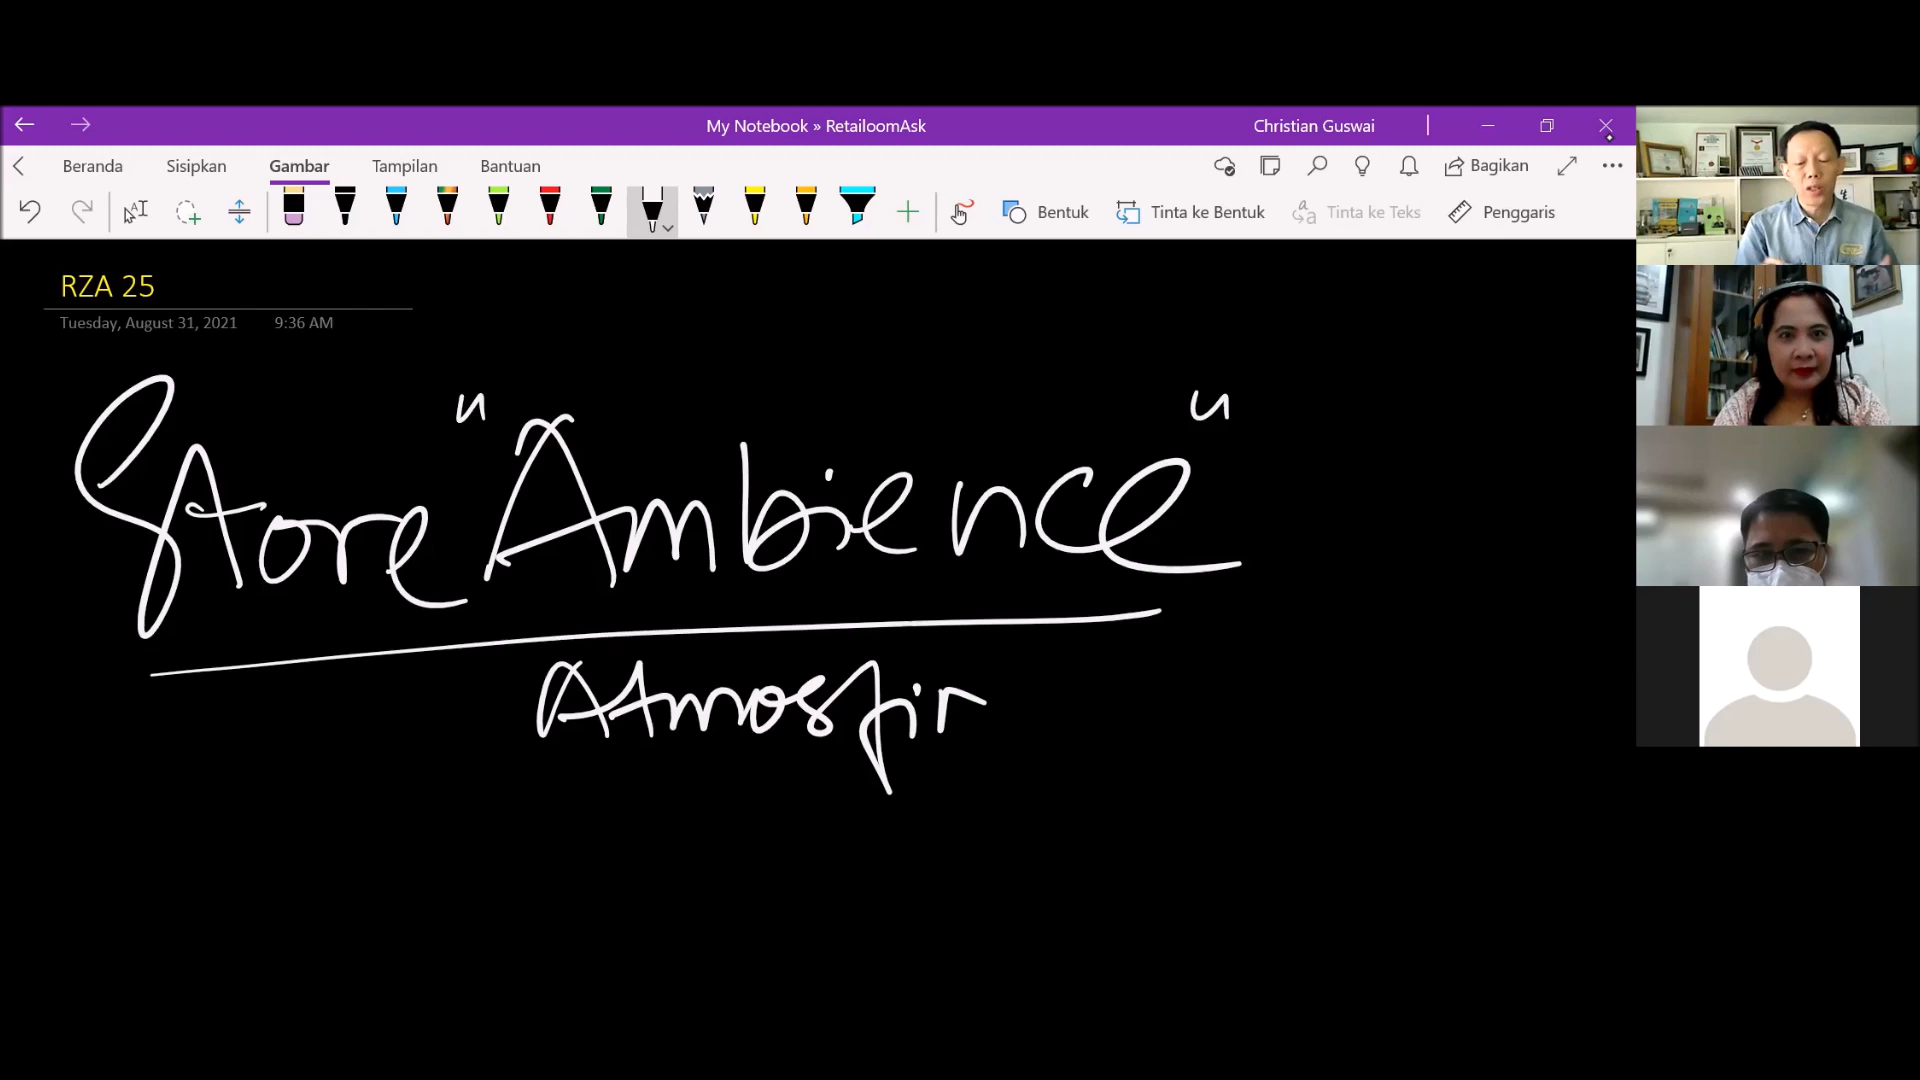 My Notebook » RetailoomAsk
Christian Guswai
Beranda Sisipkan Gambar Tampilan Bantuan Bagikan
Bentuk Tinta ke Bentuk Tinta ke Teks Penggaris
RZA 25
Tuesday, August 31, 2021 9:36 AM
Store "Ambience"
Atmosfir